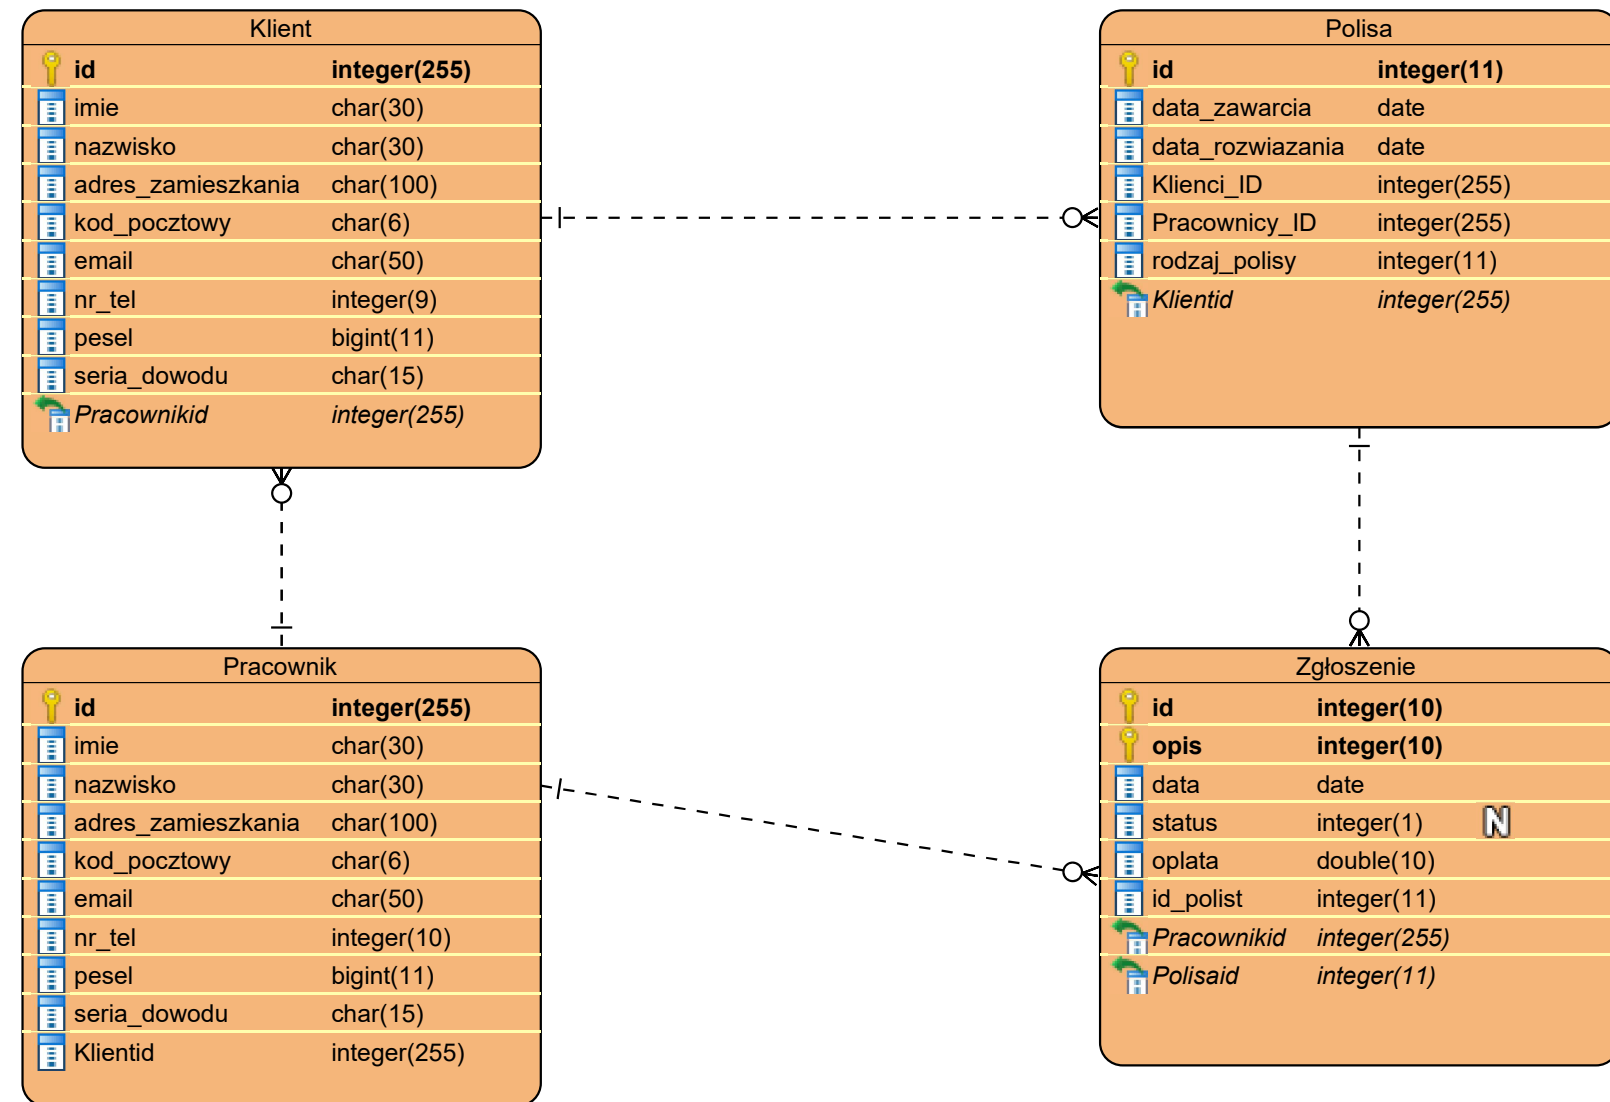 Klient
id integer(255)
imie char(30)
nazwisko char(30)
adres_zamieszkania char(100)
kod_pocztowy char(6)
email char(50)
nr_tel integer(9)
pesel bigint(11)
seria_dowodu char(15)
Pracownikid integer(255)
Polisa
id integer(11)
data_zawarcia date
data_rozwiazania date
Klienci_ID integer(255)
Pracownicy_ID integer(255)
rodzaj_polisy integer(11)
Klientid integer(255)
Pracownik
id integer(255)
imie char(30)
nazwisko char(30)
adres_zamieszkania char(100)
kod_pocztowy char(6)
email char(50)
nr_tel integer(10)
pesel bigint(11)
seria_dowodu char(15)
Klientid integer(255)
Zgłoszenie
id integer(10)
opis integer(10)
data date
status integer(1) N
oplata double(10)
id_polist integer(11)
Pracownikid integer(255)
Polisaid integer(11)